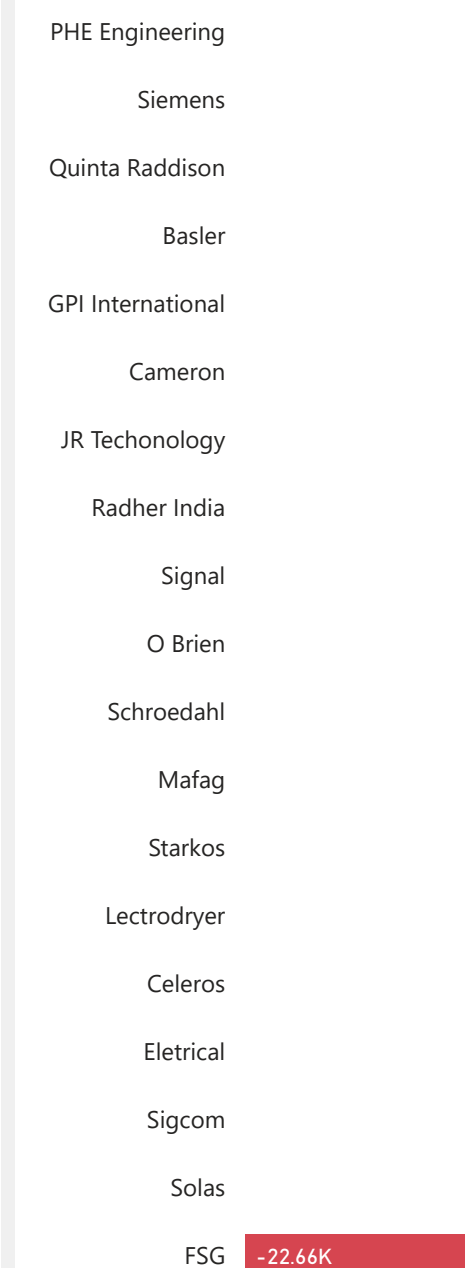 PHE Engineering
Siemens
Quinta Raddison
Basler
GPI International
Cameron
JR Techonology
Radher India
Signal
O Brien
Schroedahl
Mafag
Starkos
Lectrodryer
Celeros
Eletrical
Sigcom
Solas
FSG -22.66K